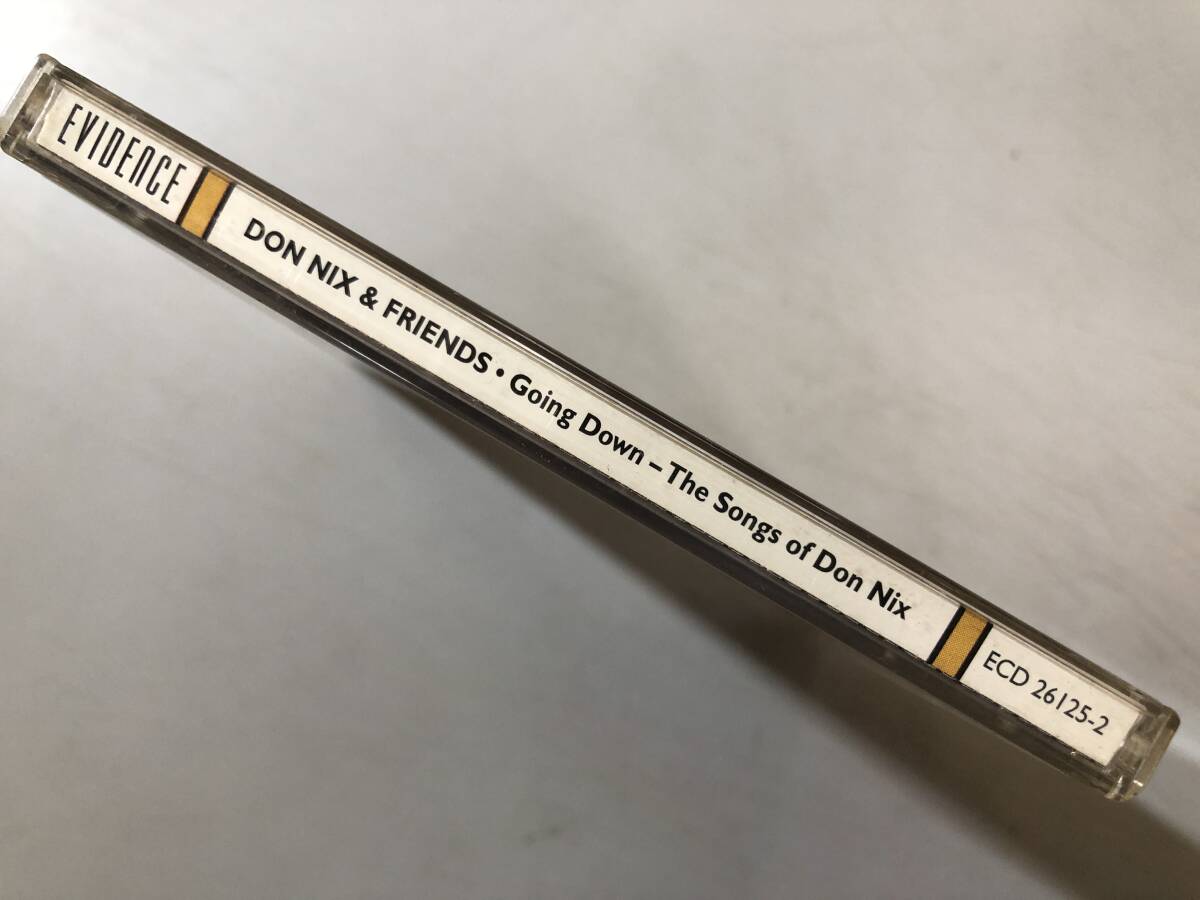 EVIDENCE
DON NIX & FRIENDS • Going Down – The Songs of Don Nix
ECD 26125-2